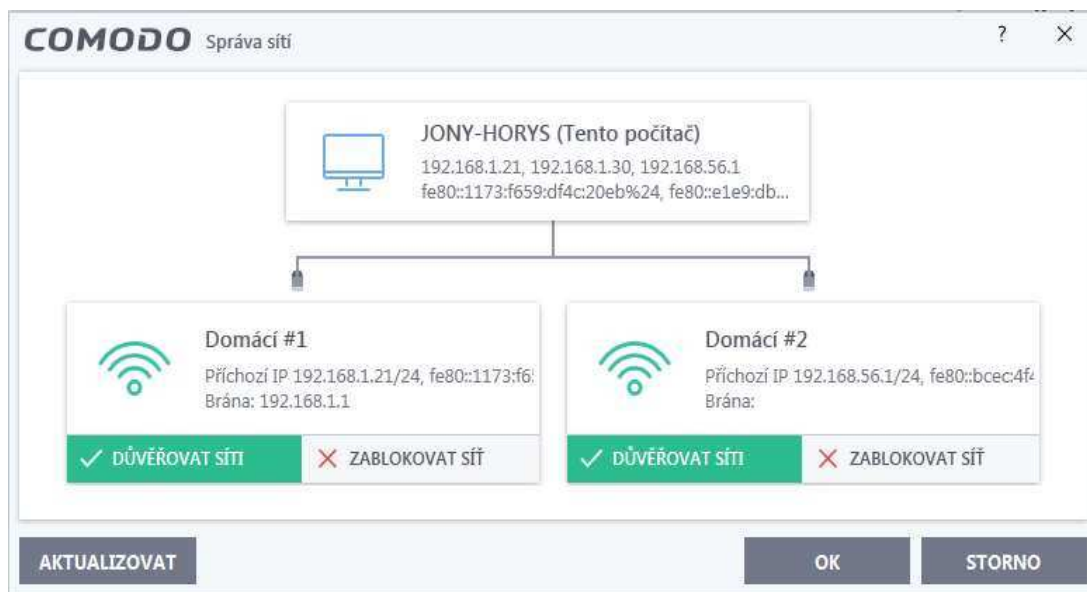 COMODO Správa sítí
?
JONY-HORYS (Tento počítač)
192.168.1.21, 192.168.1.30, 192.168.56.1
fe80::1173:f659:df4c:20eb%24, fe80::e1e9:db...
Domácí #1
Příchozí IP 192.168.1.21/24, fe80::1173:f65
Brána: 192.168.1.1
DŮVĚŘOVAT SÍTI
ZABLOKOVAT SÍŤ
Domácí #2
Příchozí IP 192.168.56.1/24, fe80::bcec:4f4
Brána:
DŮVĚŘOVAT SÍTI
ZABLOKOVAT SÍŤ
AKTUALIZOVAT
OK
STORNO